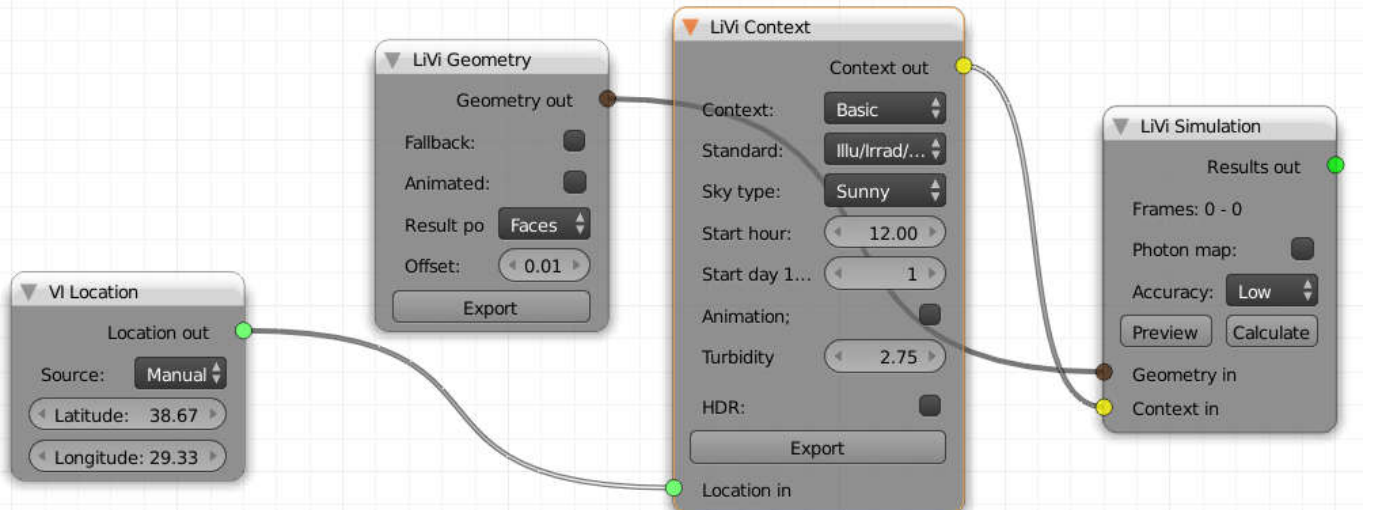 VI Location
Location out
Source: Manual
Latitude: 38.67
Longitude: 29.33
LiVi Geometry
Geometry out
Fallback:
Animated:
Result po Faces
Offset: 0.01
Export
LiVi Context
Context out
Context: Basic
Standard: Illu/Irrad/...
Sky type: Sunny
Start hour: 12.00
Start day 1... 1
Animation;
Turbidity 2.75
HDR:
Export
Location in
LiVi Simulation
Results out
Frames: 0 - 0
Photon map:
Accuracy: Low
Preview Calculate
Geometry in
Context in